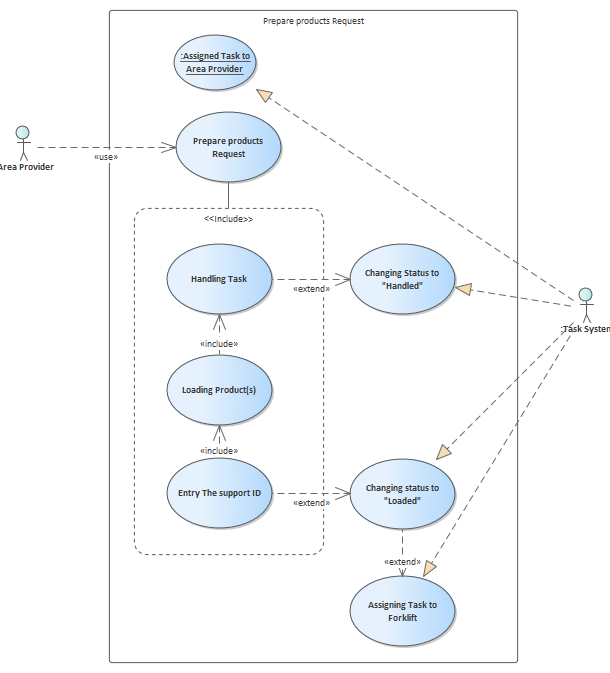 Prepare products Request
:Assigned Task to
Area Provider
Prepare products
Request
Area Provider
«use»
<<Include>>
Handling Task
«extend»
Changing Status to
"Handled"
:Task System
«include»
Loading Product(s)
«include»
Entry The support ID
«extend»
Changing status to
"Loaded"
«extend»
Assigning Task to
Forklift